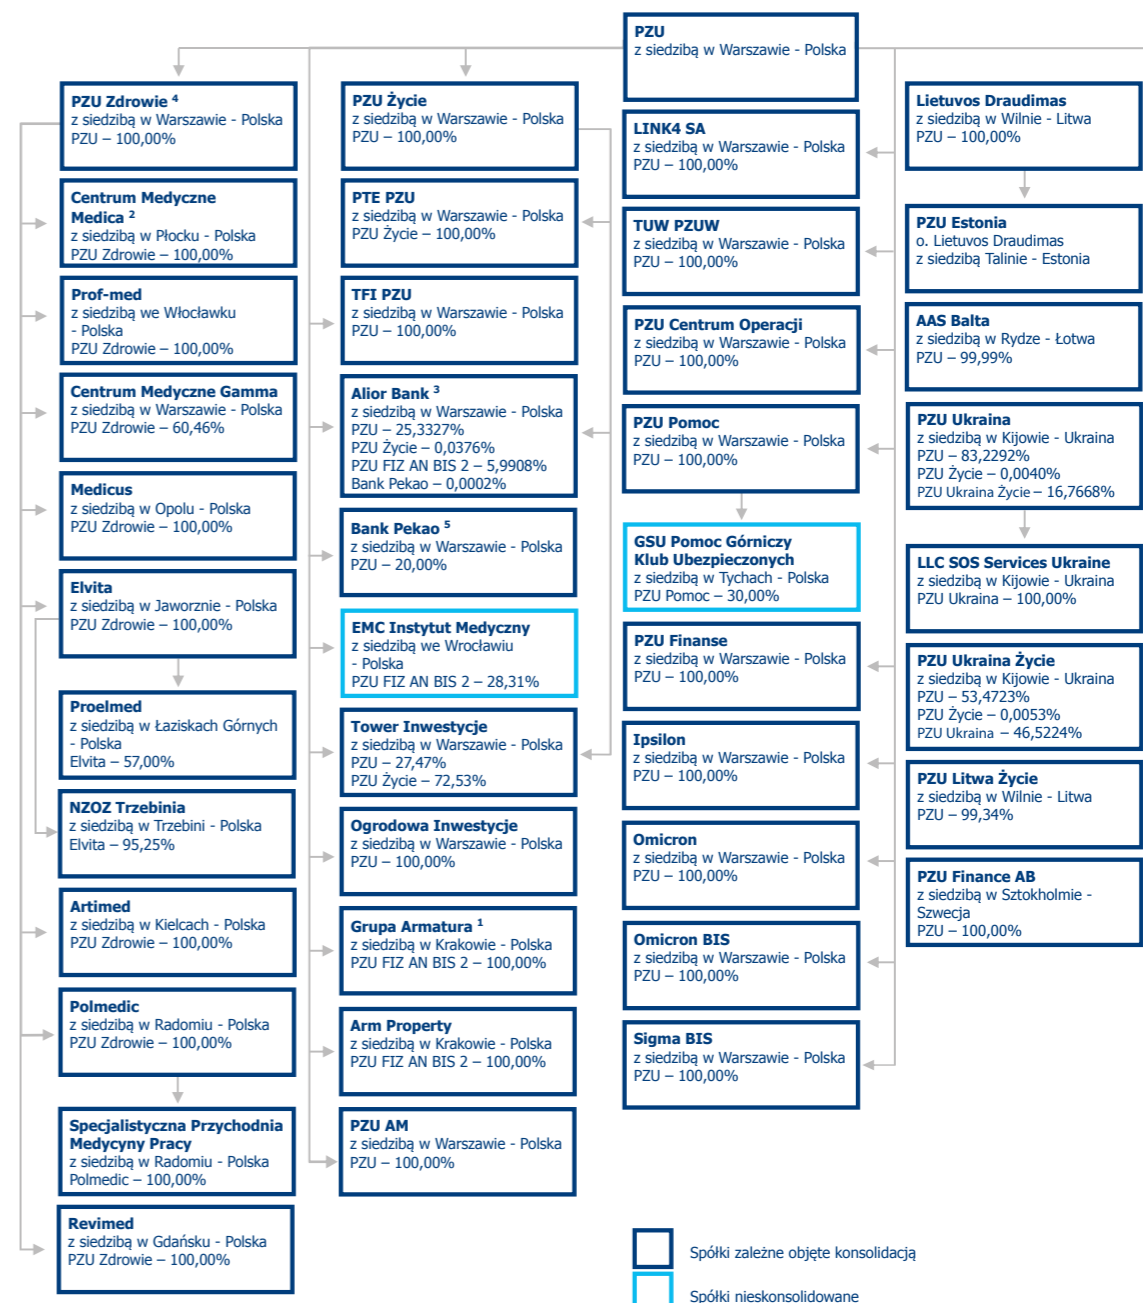 PZU
z siedzibą w Warszawie - Polska
PZU Zdrowie ⁴
z siedzibą w Warszawie - Polska
PZU – 100,00%
Centrum Medyczne
Medica ²
z siedzibą w Płocku - Polska
PZU Zdrowie – 100,00%
Prof-med
z siedzibą we Włocławku
- Polska
PZU Zdrowie – 100,00%
Centrum Medyczne Gamma
z siedzibą w Warszawie - Polska
PZU Zdrowie – 60,46%
Medicus
z siedzibą w Opolu - Polska
PZU Zdrowie – 100,00%
Elvita
z siedzibą w Jaworznie - Polska
PZU Zdrowie – 100,00%
Proelmed
z siedzibą w Łaziskach Górnych
- Polska
Elvita – 57,00%
NZOZ Trzebinia
z siedzibą w Trzebini - Polska
Elvita – 95,25%
Artimed
z siedzibą w Kielcach - Polska
PZU Zdrowie – 100,00%
Polmedic
z siedzibą w Radomiu - Polska
PZU Zdrowie – 100,00%
Specjalistyczna Przychodnia
Medycyny Pracy
z siedzibą w Radomiu - Polska
Polmedic – 100,00%
Revimed
z siedzibą w Gdańsku - Polska
PZU Zdrowie – 100,00%
PZU Życie
z siedzibą w Warszawie - Polska
PZU – 100,00%
PTE PZU
z siedzibą w Warszawie - Polska
PZU Życie – 100,00%
TFI PZU
z siedzibą w Warszawie - Polska
PZU – 100,00%
Alior Bank ³
z siedzibą w Warszawie - Polska
PZU – 25,3327%
PZU Życie – 0,0376%
PZU FIZ AN BIS 2 – 5,9908%
Bank Pekao – 0,0002%
Bank Pekao ⁵
z siedzibą w Warszawie - Polska
PZU – 20,00%
EMC Instytut Medyczny
z siedzibą we Wrocławiu
- Polska
PZU FIZ AN BIS 2 – 28,31%
Tower Inwestycje
z siedzibą w Warszawie - Polska
PZU – 27,47%
PZU Życie – 72,53%
Ogrodowa Inwestycje
z siedzibą w Warszawie - Polska
PZU – 100,00%
Grupa Armatura ¹
z siedzibą w Krakowie - Polska
PZU FIZ AN BIS 2 – 100,00%
Arm Property
z siedzibą w Krakowie - Polska
PZU FIZ AN BIS 2 – 100,00%
PZU AM
z siedzibą w Warszawie - Polska
PZU – 100,00%
LINK4 SA
z siedzibą w Warszawie - Polska
PZU – 100,00%
TUW PZUW
z siedzibą w Warszawie - Polska
PZU – 100,00%
PZU Centrum Operacji
z siedzibą w Warszawie - Polska
PZU – 100,00%
PZU Pomoc
z siedzibą w Warszawie - Polska
PZU – 100,00%
GSU Pomoc Górniczy
Klub Ubezpieczonych
z siedzibą w Tychach - Polska
PZU Pomoc – 30,00%
PZU Finanse
z siedzibą w Warszawie - Polska
PZU – 100,00%
Ipsilon
z siedzibą w Warszawie - Polska
PZU – 100,00%
Omicron
z siedzibą w Warszawie - Polska
PZU – 100,00%
Omicron BIS
z siedzibą w Warszawie - Polska
PZU – 100,00%
Sigma BIS
z siedzibą w Warszawie - Polska
PZU – 100,00%
Lietuvos Draudimas
z siedzibą w Wilnie - Litwa
PZU – 100,00%
PZU Estonia
o. Lietuvos Draudimas
z siedzibą Talinie - Estonia
AAS Balta
z siedzibą w Rydze - Łotwa
PZU – 99,99%
PZU Ukraina
z siedzibą w Kijowie - Ukraina
PZU – 83,2292%
PZU Życie – 0,0040%
PZU Ukraina Życie – 16,7668%
LLC SOS Services Ukraine
z siedzibą w Kijowie - Ukraina
PZU Ukraina – 100,00%
PZU Ukraina Życie
z siedzibą w Kijowie - Ukraina
PZU – 53,4723%
PZU Życie – 0,0053%
PZU Ukraina – 46,5224%
PZU Litwa Życie
z siedzibą w Wilnie - Litwa
PZU – 99,34%
PZU Finance AB
z siedzibą w Sztokholmie -
Szwecja
PZU – 100,00%
Spółki zależne objęte konsolidacją
Spółki nieskonsolidowane